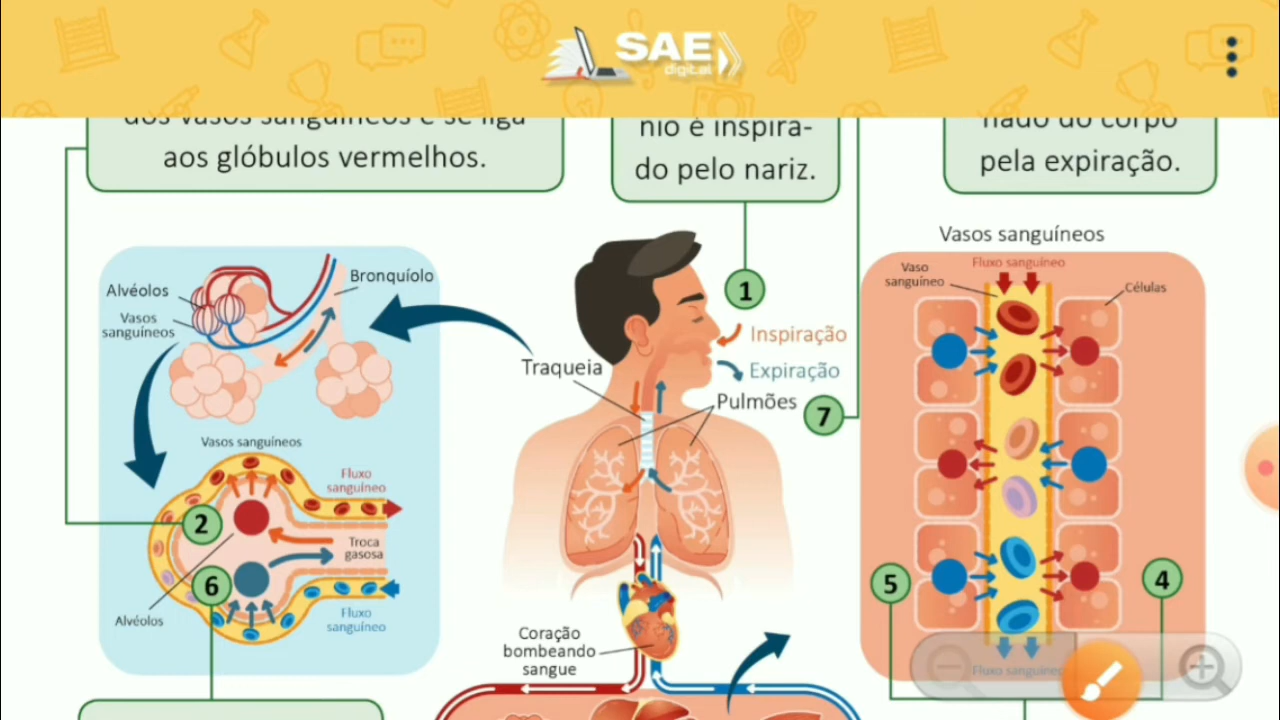 SAE
digital
dos vasos sanguíneos e se liga
aos glóbulos vermelhos.
nio é inspira-
do pelo nariz.
nado do corpo
pela expiração.
Alvéolos
Vasos
sanguíneos
Bronquíolo
Vasos sanguíneos
Fluxo
sanguíneo
2
Troca
gasosa
6
Alvéolos
Fluxo
sanguíneo
1
Inspiração
Expiração
Traqueia
Pulmões
7
Coração
bombeando
sangue
Vasos sanguíneos
Fluxo sanguíneo
Vaso
sanguíneo
Células
5
4
Fluxo sanguíneo